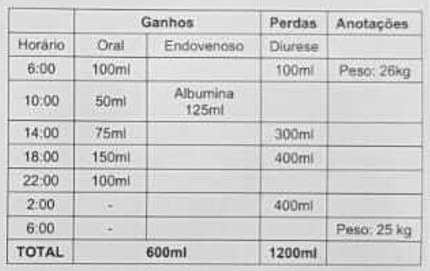 Ganhos Perdas Anotações
Horário Oral Endovenoso Diurese
6:00 100ml 100ml Peso: 26kg
10:00 50ml Albumina 125ml
14:00 75ml 300ml
18:00 150ml 400ml
22:00 100ml
2:00 - 400ml
6:00 - Peso: 25 kg
TOTAL 600ml 1200ml